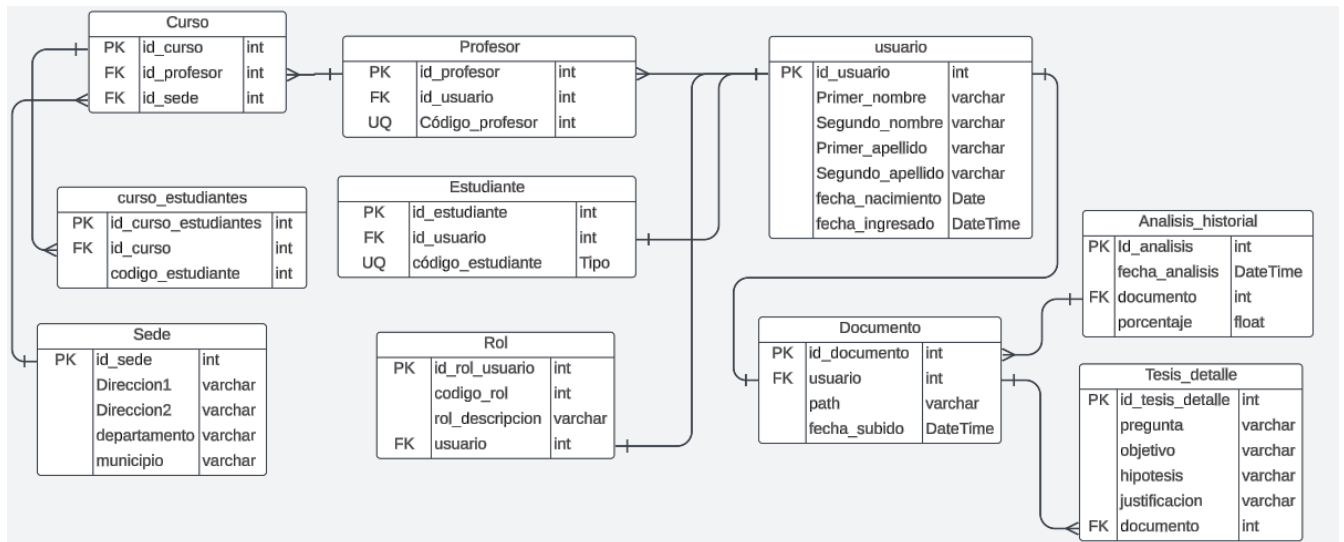 Curso
PK id_curso int
FK id_profesor int
FK id_sede int
Profesor
PK id_profesor int
FK id_usuario int
UQ Código_profesor int
usuario
PK id_usuario int
Primer_nombre varchar
Segundo_nombre varchar
Primer_apellido varchar
Segundo_apellido varchar
fecha_nacimiento Date
fecha_ingresado DateTime
curso_estudiantes
PK id_curso_estudiantes int
FK id_curso int
codigo_estudiante int
Estudiante
PK id_estudiante int
FK id_usuario int
UQ código_estudiante Tipo
Analisis_historial
PK Id_analisis int
fecha_analisis DateTime
FK documento int
porcentaje float
Sede
PK id_sede int
Direccion1 varchar
Direccion2 varchar
departamento varchar
municipio varchar
Rol
PK id_rol_usuario int
codigo_rol int
rol_descripcion varchar
FK usuario int
Documento
PK id_documento int
FK usuario int
path varchar
fecha_subido DateTime
Tesis_detalle
PK id_tesis_detalle int
pregunta varchar
objetivo varchar
hipotesis varchar
justificacion varchar
FK documento int